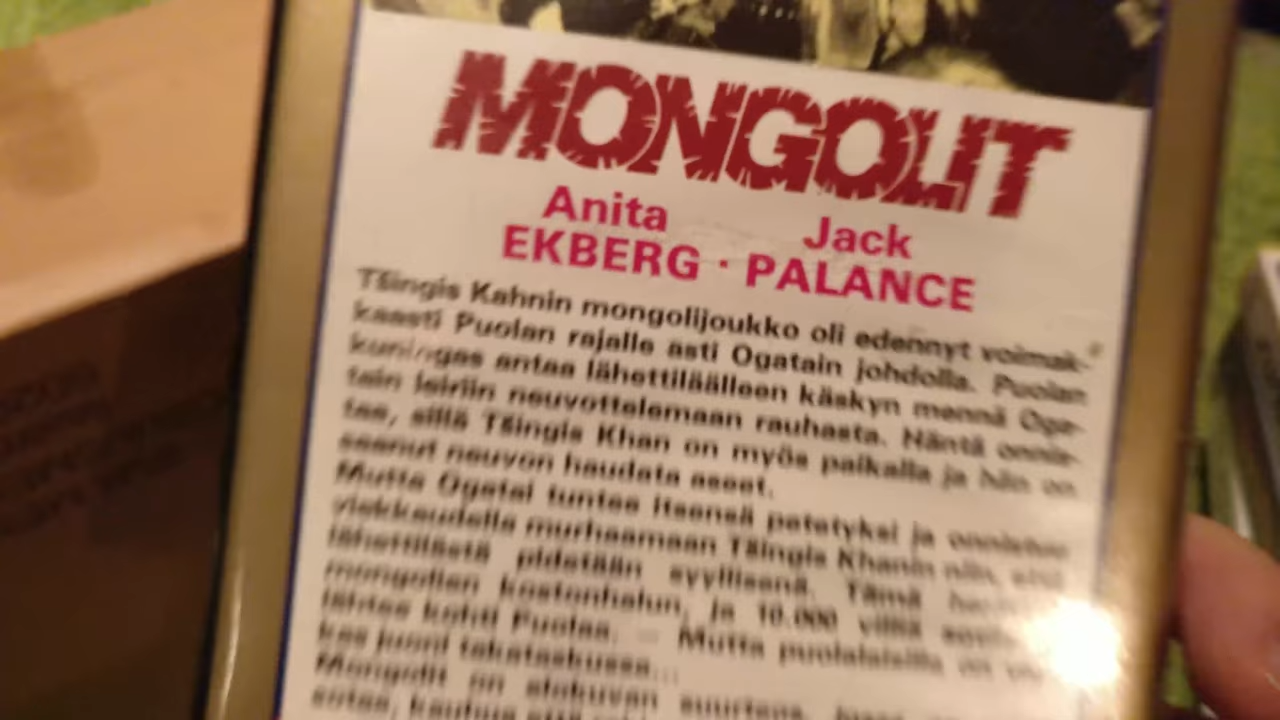 MONGOLIT
Anita Jack
EKBERG · PALANCE
Tšingis Kahnin mongolijoukko oli edennyt voimak-
kaasti Puolan rajalle asti Ogatain johdolla. Puolan
kuningas antaa lähettiläälleen käskyn mennä Oga-
tain leiriin neuvottelemaan rauhasta. Näntä onnis-
taa, sillä Tšingis Khan on myös paikalla ja hän on
saanut neuvon haudata aseet.
Mutta Ogatai tuntee itsensä petetyksi ja onnistuu
murhaamaan Tšingis Khanin niin, että
lähettilästä pidetään syyllisenä. Tämä
mongolien kostonhalun, ja 10.000 villiä
lähtee kohti Puolaa. — Mutta puolalaisilla on
juoni takataskussa...
Mongolit on elokuvan suurteos,